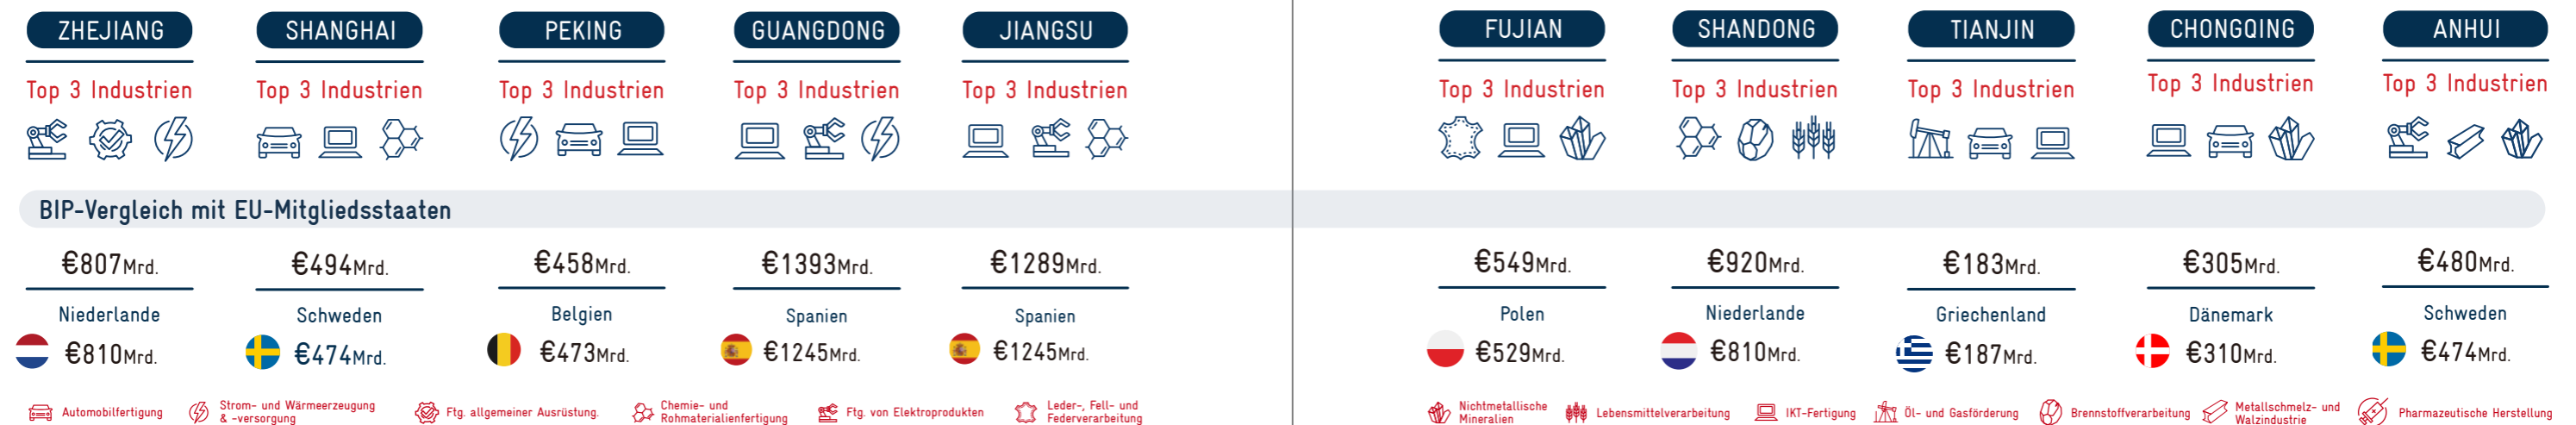 ZHEJIANG SHANGHAI PEKING GUANGDONG JIANGSU FUJIAN SHANDONG TIANJIN CHONGQING ANHUI
Top 3 Industrien Top 3 Industrien Top 3 Industrien Top 3 Industrien Top 3 Industrien Top 3 Industrien Top 3 Industrien Top 3 Industrien Top 3 Industrien Top 3 Industrien
BIP-Vergleich mit EU-Mitgliedsstaaten
€807Mrd. €494Mrd. €458Mrd. €1393Mrd. €1289Mrd. €549Mrd. €920Mrd. €183Mrd. €305Mrd. €480Mrd.
Niederlande Schweden Belgien Spanien Spanien Polen Niederlande Griechenland Dänemark Schweden
€810Mrd. €474Mrd. €473Mrd. €1245Mrd. €1245Mrd. €529Mrd. €810Mrd. €187Mrd. €310Mrd. €474Mrd.
Automobilfertigung
Strom- und Wärmeerzeugung
& -versorgung
Ftg. allgemeiner Ausrüstung.
Chemie- und
Rohmaterialienfertigung
Ftg. von Elektroprodukten
Leder-, Fell- und
Federverarbeitung
Nichtmetallische
Mineralien
Lebensmittelverarbeitung
IKT-Fertigung
Öl- und Gasförderung
Brennstoffverarbeitung
Metallschmelz- und
Walzindustrie
Pharmazeutische Herstellung